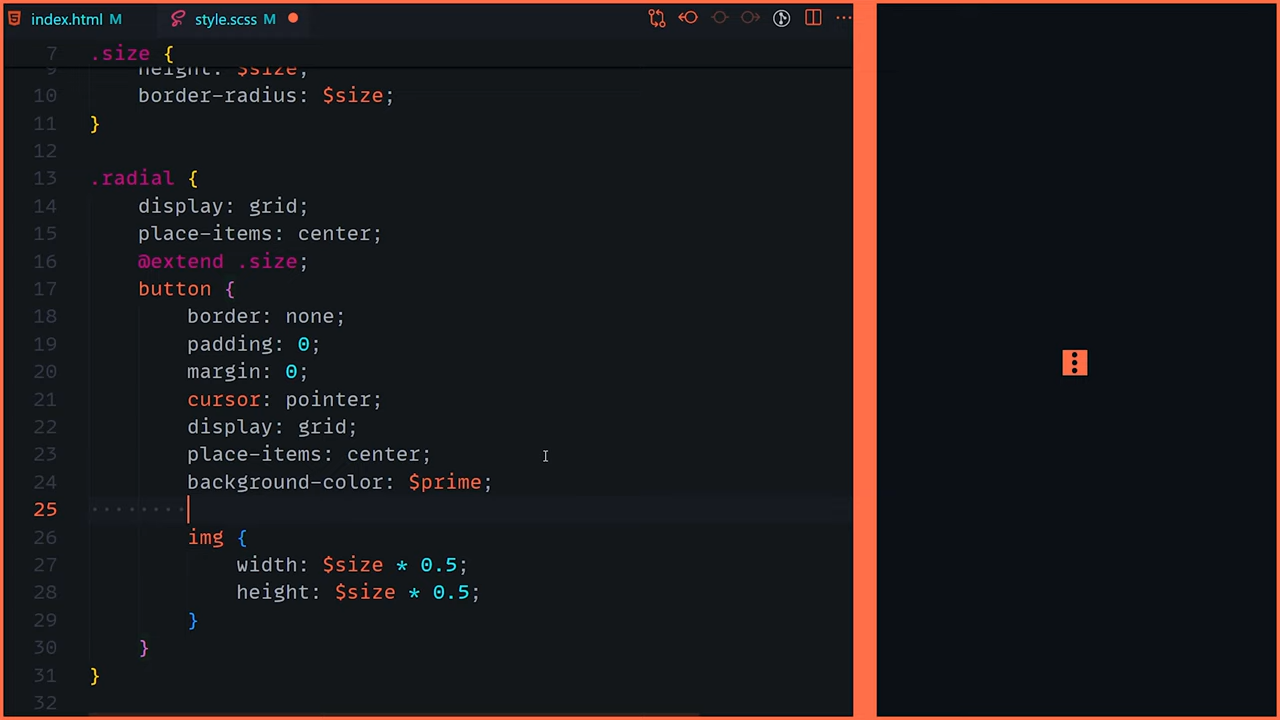 index.html M style.scss M
7 .size {
9 height: $size;
10 border-radius: $size;
11 }
12
13 .radial {
14 display: grid;
15 place-items: center;
16 @extend .size;
17 button {
18 border: none;
19 padding: 0;
20 margin: 0;
21 cursor: pointer;
22 display: grid;
23 place-items: center;
24 background-color: $prime;
25
26 img {
27 width: $size * 0.5;
28 height: $size * 0.5;
29 }
30 }
31 }
32